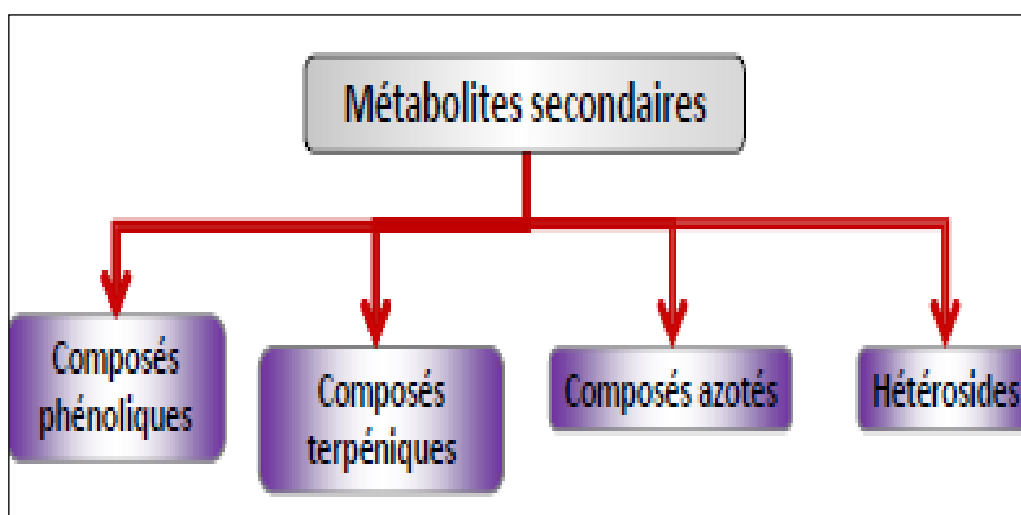 Métabolites secondaires
Composés
phénoliques
Composés
terpéniques
Composés azotés
Hétérosides